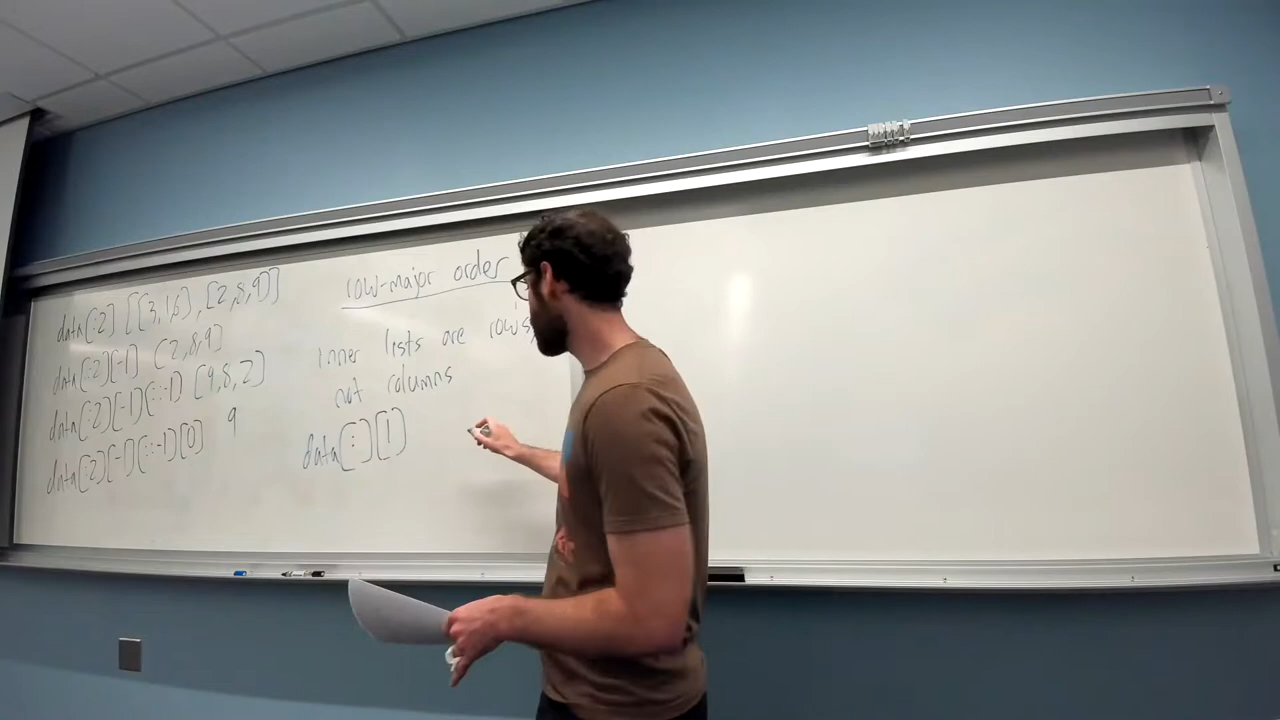 data[:2] [[3,1,6],[2,8,9]]
data[:2][-1] [2,8,9]
data[:2][-1][::-1] [9,8,2]
data[:2][-1][::-1][0] 9
row-major order
inner lists are rows,
not columns
data[:][1]